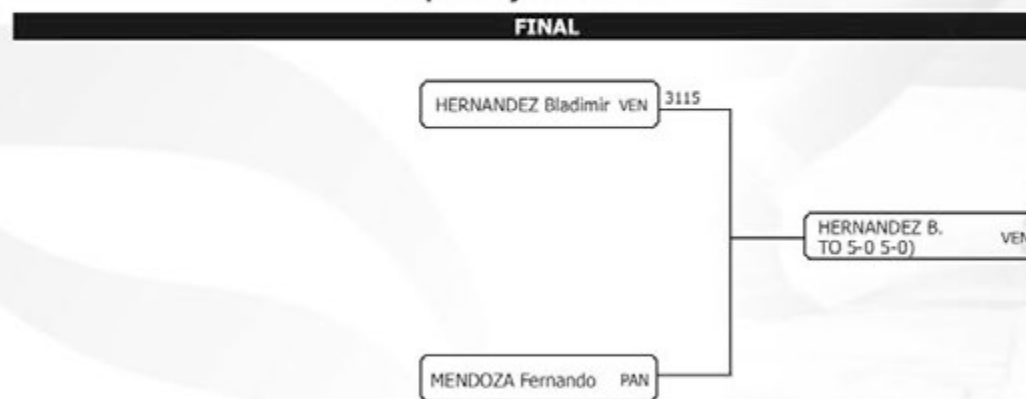 FINAL
HERNANDEZ Bladimir VEN
3115
HERNANDEZ B. VEN
TO 5-0 5-0)
MENDOZA Fernando PAN